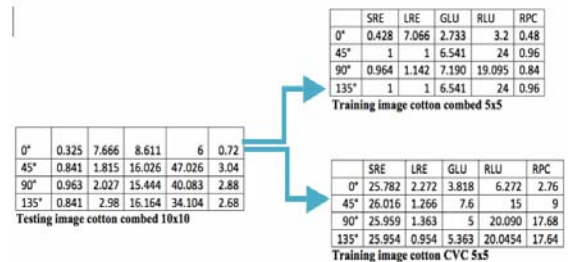 SRE LRE GLU RLU RPC
0° 0.428 7.066 2.733 3.2 0.48
45° 1 1 6.541 24 0.96
90° 0.964 1.142 7.190 19.095 0.84
135° 1 1 6.541 24 0.96
Training image cotton combed 5x5
0° 0.325 7.666 8.611 6 0.72
45° 0.841 1.815 16.026 47.026 3.04
90° 0.963 2.027 15.444 40.083 2.88
135° 0.841 2.98 16.164 34.104 2.68
Testing image cotton combed 10x10
SRE LRE GLU RLU RPC
0° 25.782 2.272 3.818 6.272 2.76
45° 26.016 1.266 7.6 15 9
90° 25.959 1.363 5 20.090 17.68
135° 25.954 0.954 5.363 20.0454 17.64
Training image cotton CVC 5x5